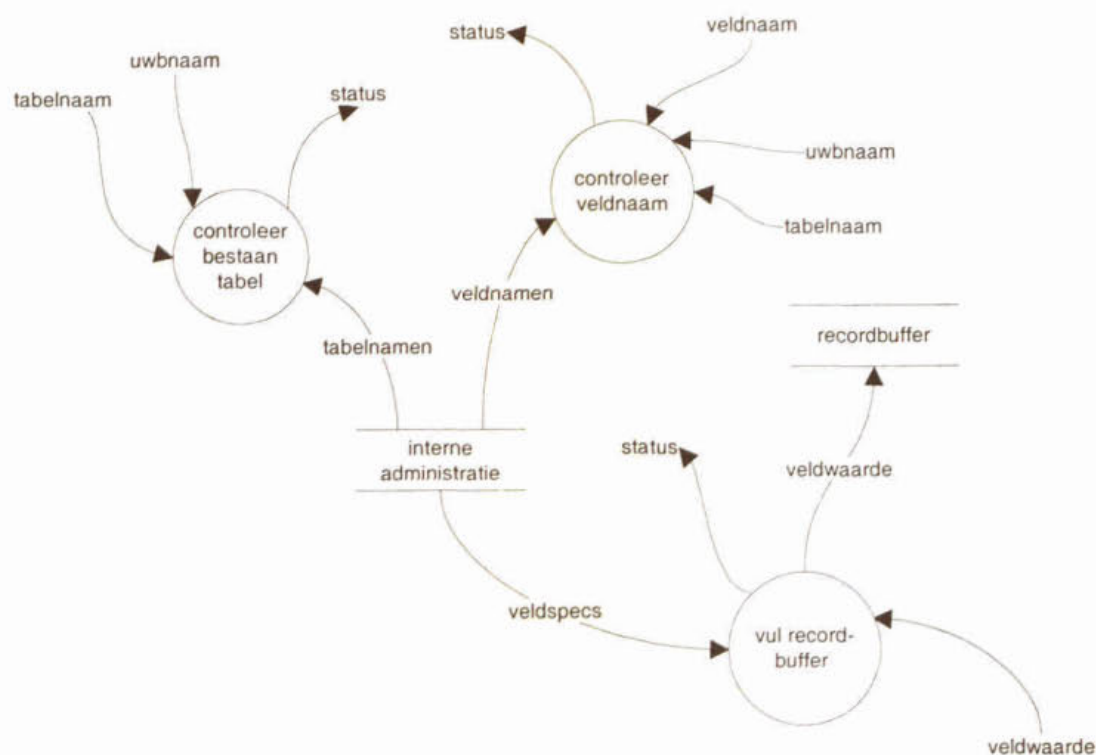 status
veldnaam
uwbnaam
tabelnaam
status
uwbnaam
controleer
veldnaam
tabelnaam
controleer
bestaan
tabel
veldnamen
recordbuffer
tabelnamen
interne
administratie
status
veldwaarde
veldspecs
vul record-
buffer
veldwaarde